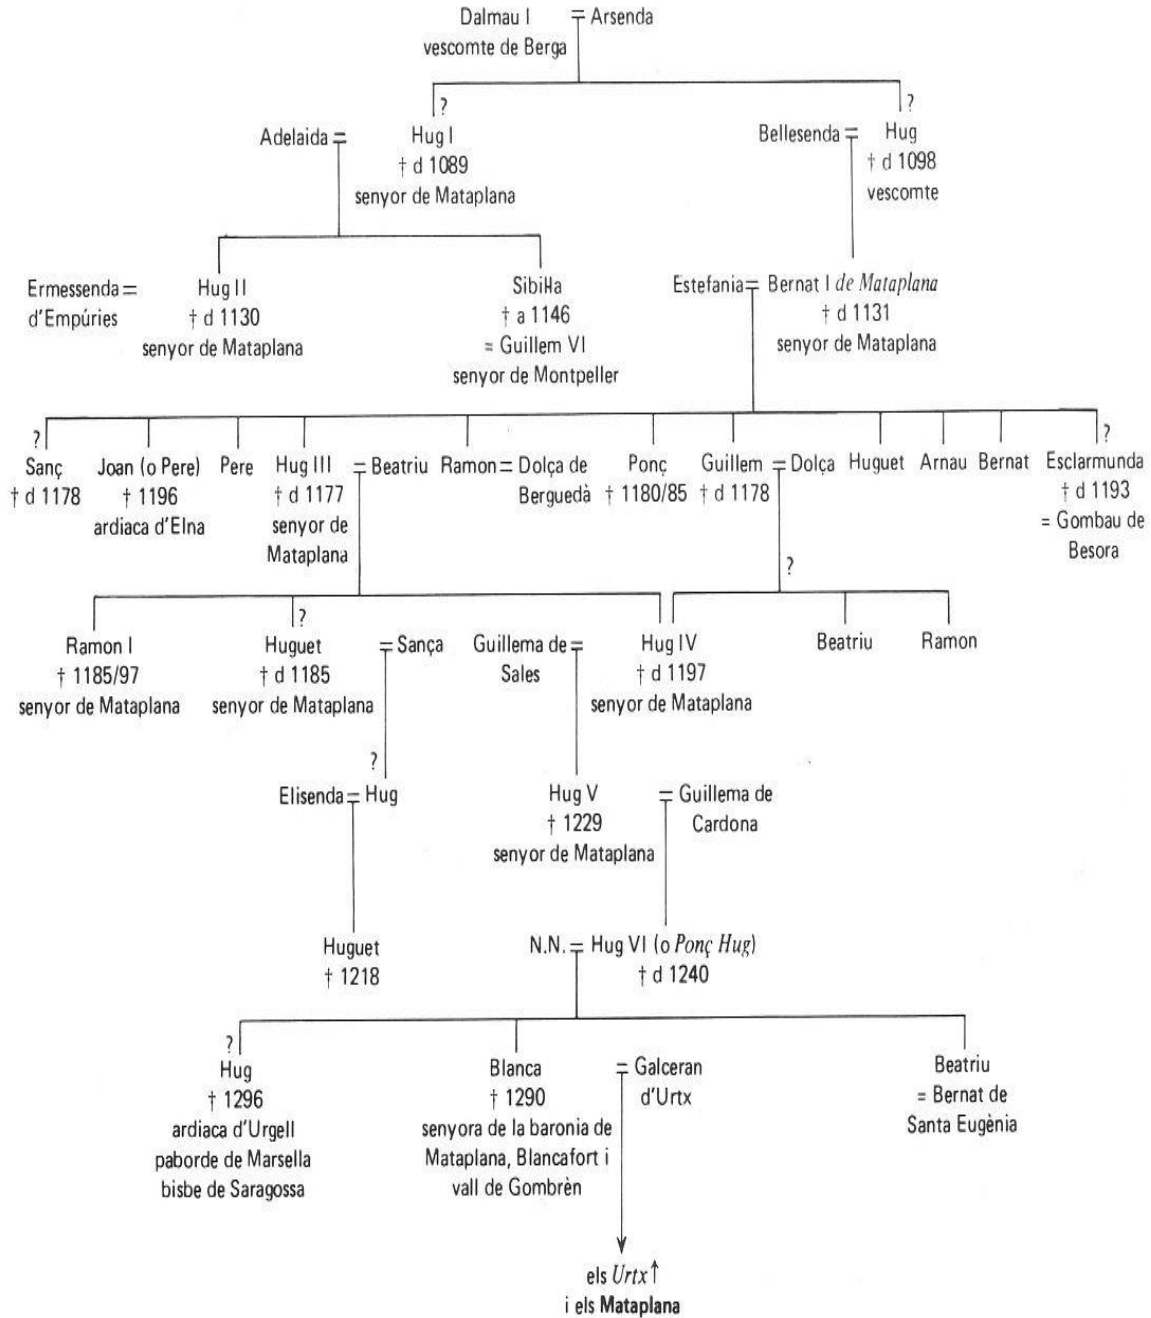 Dalmau I = Arsenda
vescomte de Berga
? ?
Adelaida = Hug I Bellesenda = Hug
† d 1089 † d 1098
senyor de Mataplana vescomte
Ermessenda = Hug II Sibiŀla Estefania = Bernat I de Mataplana
d'Empúries † d 1130 † a 1146 † d 1131
senyor de Mataplana = Guillem VI senyor de Mataplana
senyor de Montpeller
? ?
Sanç Joan (o Pere) Pere Hug III = Beatriu Ramon = Dolça de Ponç Guillem = Dolça Huguet Arnau Bernat Esclarmunda
† d 1178 † 1196 † d 1177 Berguedà † 1180/85 † d 1178 † d 1193
ardiaca d'Elna senyor de = Gombau de
Mataplana Besora
?
?
Ramon I Huguet = Sança Guillema de = Hug IV Beatriu Ramon
† 1185/97 † d 1185 Sales † d 1197
senyor de Mataplana senyor de Mataplana senyor de Mataplana
?
Elisenda = Hug Hug V = Guillema de
† 1229 Cardona
senyor de Mataplana
Huguet N.N. = Hug VI (o Ponç Hug)
† 1218 † d 1240
?
Hug Blanca = Galceran Beatriu
† 1296 † 1290 d'Urtx = Bernat de
ardiaca d'Urgell senyora de la baronia de Santa Eugènia
paborde de Marsella Mataplana, Blancafort i
bisbe de Saragossa vall de Gombrèn
els Urtx↑
i els Mataplana